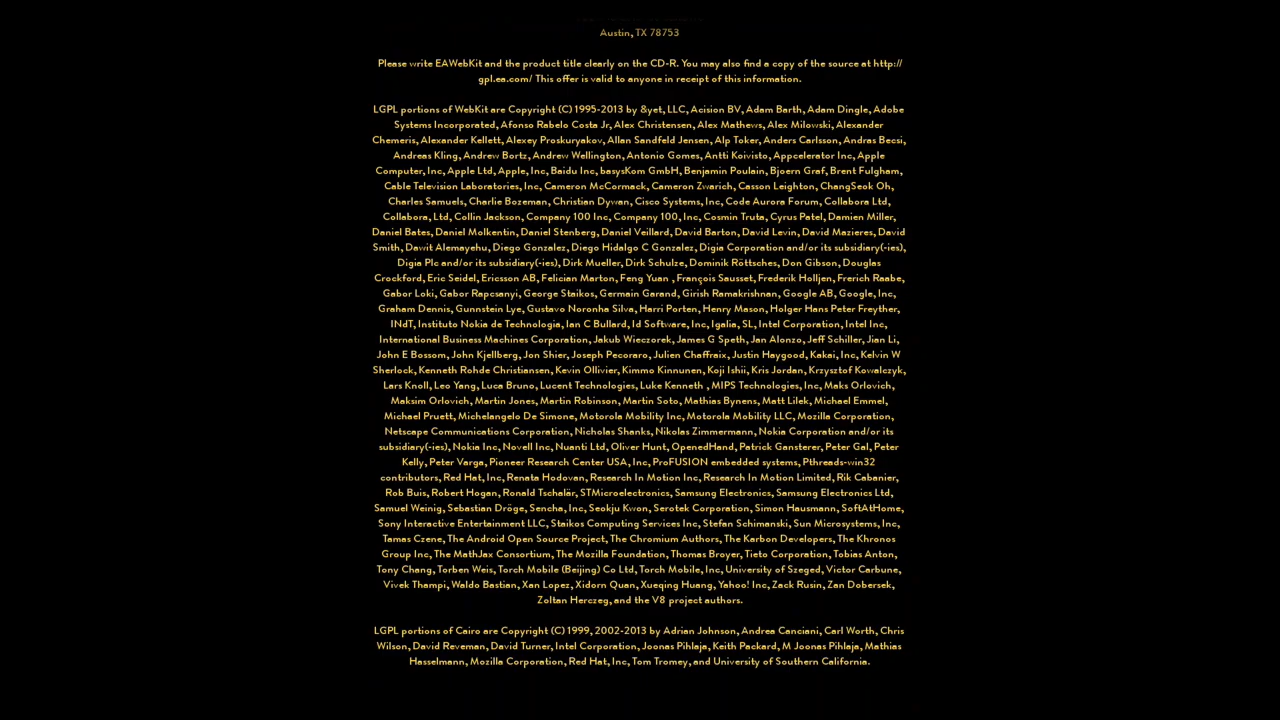 Austin, TX 78753
Please write EAWebKit and the product title clearly on the CD-R. You may also find a copy of the source at http://
gpl.ea.com/ This offer is valid to anyone in receipt of this information.
LGPL portions of WebKit are Copyright (C) 1995-2013 by &yet, LLC, Acision BV, Adam Barth, Adam Dingle, Adobe
Systems Incorporated, Afonso Rabelo Costa Jr, Alex Christensen, Alex Mathews, Alex Milowski, Alexander
Chemeris, Alexander Kellett, Alexey Proskuryakov, Allan Sandfeld Jensen, Alp Toker, Anders Carlsson, Andras Becsi,
Andreas Kling, Andrew Bortz, Andrew Wellington, Antonio Gomes, Antti Koivisto, Appcelerator Inc, Apple
Computer, Inc, Apple Ltd, Apple, Inc, Baidu Inc, basysKom GmbH, Benjamin Poulain, Bjoern Graf, Brent Fulgham,
Cable Television Laboratories, Inc, Cameron McCormack, Cameron Zwarich, Casson Leighton, ChangSeok Oh,
Charles Samuels, Charlie Bozeman, Christian Dywan, Cisco Systems, Inc, Code Aurora Forum, Collabora Ltd,
Collabora, Ltd, Collin Jackson, Company 100 Inc, Company 100, Inc, Cosmin Truta, Cyrus Patel, Damien Miller,
Daniel Bates, Daniel Molkentin, Daniel Stenberg, Daniel Veillard, David Barton, David Levin, David Mazieres, David
Smith, Dawit Alemayehu, Diego Gonzalez, Diego Hidalgo C Gonzalez, Digia Corporation and/or its subsidiary(-ies),
Digia Plc and/or its subsidiary(-ies), Dirk Mueller, Dirk Schulze, Dominik Röttsches, Don Gibson, Douglas
Crockford, Eric Seidel, Ericsson AB, Felician Marton, Feng Yuan , François Sausset, Frederik Holljen, Frerich Raabe,
Gabor Loki, Gabor Rapcsanyi, George Staikos, Germain Garand, Girish Ramakrishnan, Google AB, Google, Inc,
Graham Dennis, Gunnstein Lye, Gustavo Noronha Silva, Harri Porten, Henry Mason, Holger Hans Peter Freyther,
INdT, Instituto Nokia de Technologia, Ian C Bullard, Id Software, Inc, Igalia, SL, Intel Corporation, Intel Inc,
International Business Machines Corporation, Jakub Wieczorek, James G Speth, Jan Alonzo, Jeff Schiller, Jian Li,
John E Bossom, John Kjellberg, Jon Shier, Joseph Pecoraro, Julien Chaffraix, Justin Haygood, Kakai, Inc, Kelvin W
Sherlock, Kenneth Rohde Christiansen, Kevin Ollivier, Kimmo Kinnunen, Koji Ishii, Kris Jordan, Krzysztof Kowalczyk,
Lars Knoll, Leo Yang, Luca Bruno, Lucent Technologies, Luke Kenneth , MIPS Technologies, Inc, Maks Orlovich,
Maksim Orlovich, Martin Jones, Martin Robinson, Martin Soto, Mathias Bynens, Matt Lilek, Michael Emmel,
Michael Pruett, Michelangelo De Simone, Motorola Mobility Inc, Motorola Mobility LLC, Mozilla Corporation,
Netscape Communications Corporation, Nicholas Shanks, Nikolas Zimmermann, Nokia Corporation and/or its
subsidiary(-ies), Nokia Inc, Novell Inc, Nuanti Ltd, Oliver Hunt, OpenedHand, Patrick Gansterer, Peter Gal, Peter
Kelly, Peter Varga, Pioneer Research Center USA, Inc, ProFUSION embedded systems, Pthreads-win32
contributors, Red Hat, Inc, Renata Hodovan, Research In Motion Inc, Research In Motion Limited, Rik Cabanier,
Rob Buis, Robert Hogan, Ronald Tschalär, STMicroelectronics, Samsung Electronics, Samsung Electronics Ltd,
Samuel Weinig, Sebastian Dröge, Sencha, Inc, Seokju Kwon, Serotek Corporation, Simon Hausmann, SoftAtHome,
Sony Interactive Entertainment LLC, Staikos Computing Services Inc, Stefan Schimanski, Sun Microsystems, Inc,
Tamas Czene, The Android Open Source Project, The Chromium Authors, The Karbon Developers, The Khronos
Group Inc, The MathJax Consortium, The Mozilla Foundation, Thomas Broyer, Tieto Corporation, Tobias Anton,
Tony Chang, Torben Weis, Torch Mobile (Beijing) Co Ltd, Torch Mobile, Inc, University of Szeged, Victor Carbune,
Vivek Thampi, Waldo Bastian, Xan Lopez, Xidorn Quan, Xueqing Huang, Yahoo! Inc, Zack Rusin, Zan Dobersek,
Zoltan Herczeg, and the V8 project authors.
LGPL portions of Cairo are Copyright (C) 1999, 2002-2013 by Adrian Johnson, Andrea Canciani, Carl Worth, Chris
Wilson, David Reveman, David Turner, Intel Corporation, Joonas Pihlaja, Keith Packard, M Joonas Pihlaja, Mathias
Hasselmann, Mozilla Corporation, Red Hat, Inc, Tom Tromey, and University of Southern California.